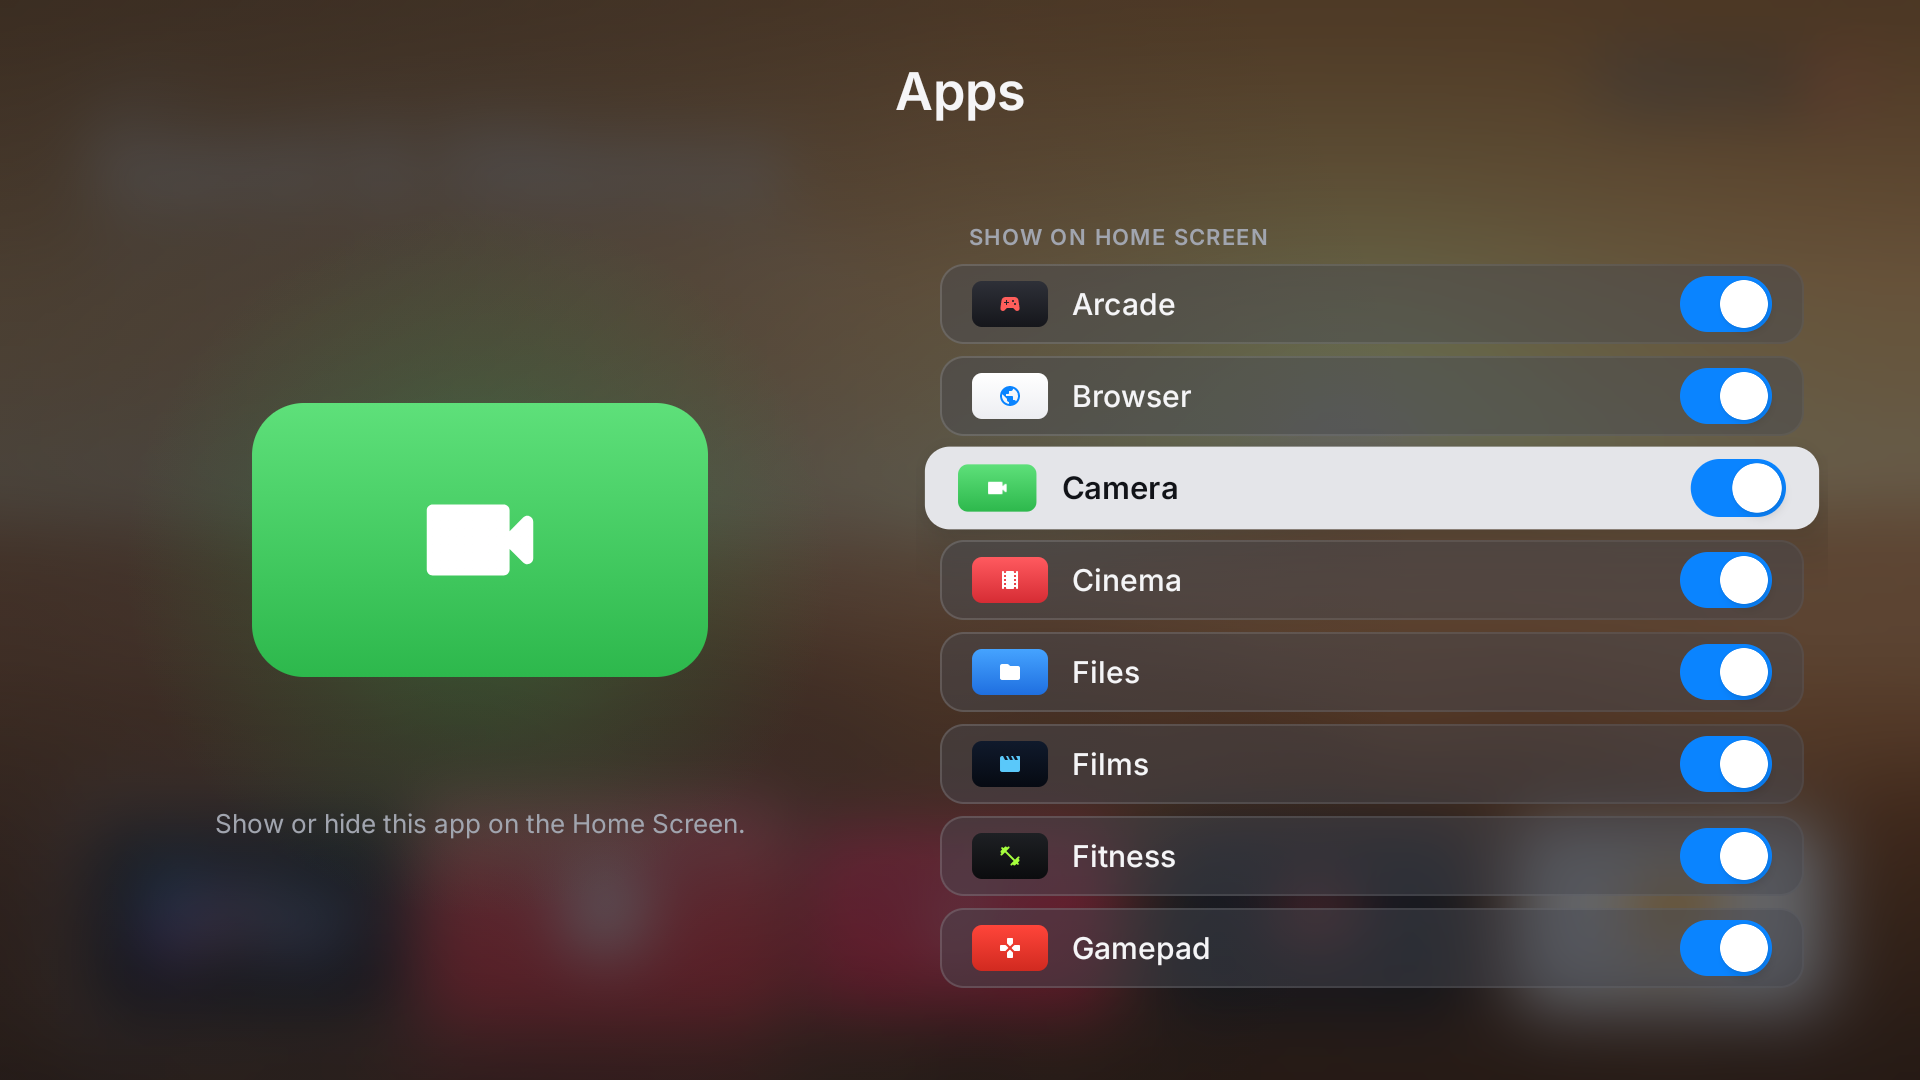 Apps
SHOW ON HOME SCREEN
Arcade
Browser
Camera
Cinema
Files
Films
Fitness
Gamepad
Show or hide this app on the Home Screen.